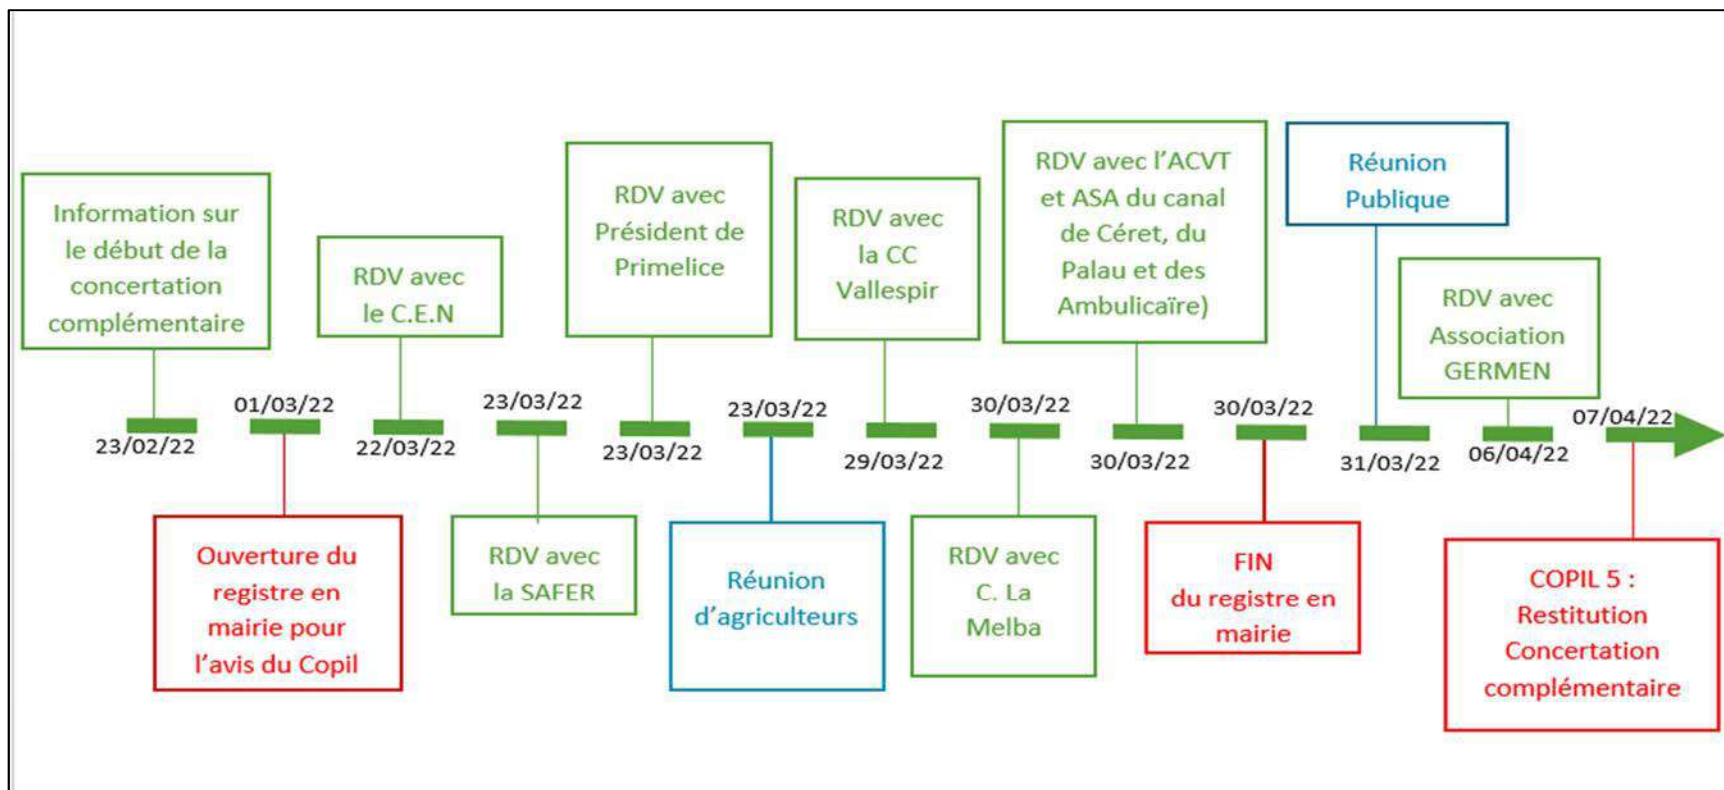 Information sur
le début de la
concertation
complémentaire
23/02/22
01/03/22
Ouverture du
registre en
mairie pour
l'avis du Copil
RDV avec
le C.E.N
22/03/22
23/03/22
RDV avec
la SAFER
RDV avec
Président de
Primelice
23/03/22
23/03/22
Réunion
d'agriculteurs
RDV avec
la CC
Vallespir
29/03/22
30/03/22
RDV avec
C. La
Melba
RDV avec l'ACVT
et ASA du canal
de Céret, du
Palau et des
Ambulicaïre)
30/03/22
30/03/22
FIN
du registre en
mairie
Réunion
Publique
31/03/22
RDV avec
Association
GERMEN
06/04/22
07/04/22
COPIL 5 :
Restitution
Concertation
complémentaire